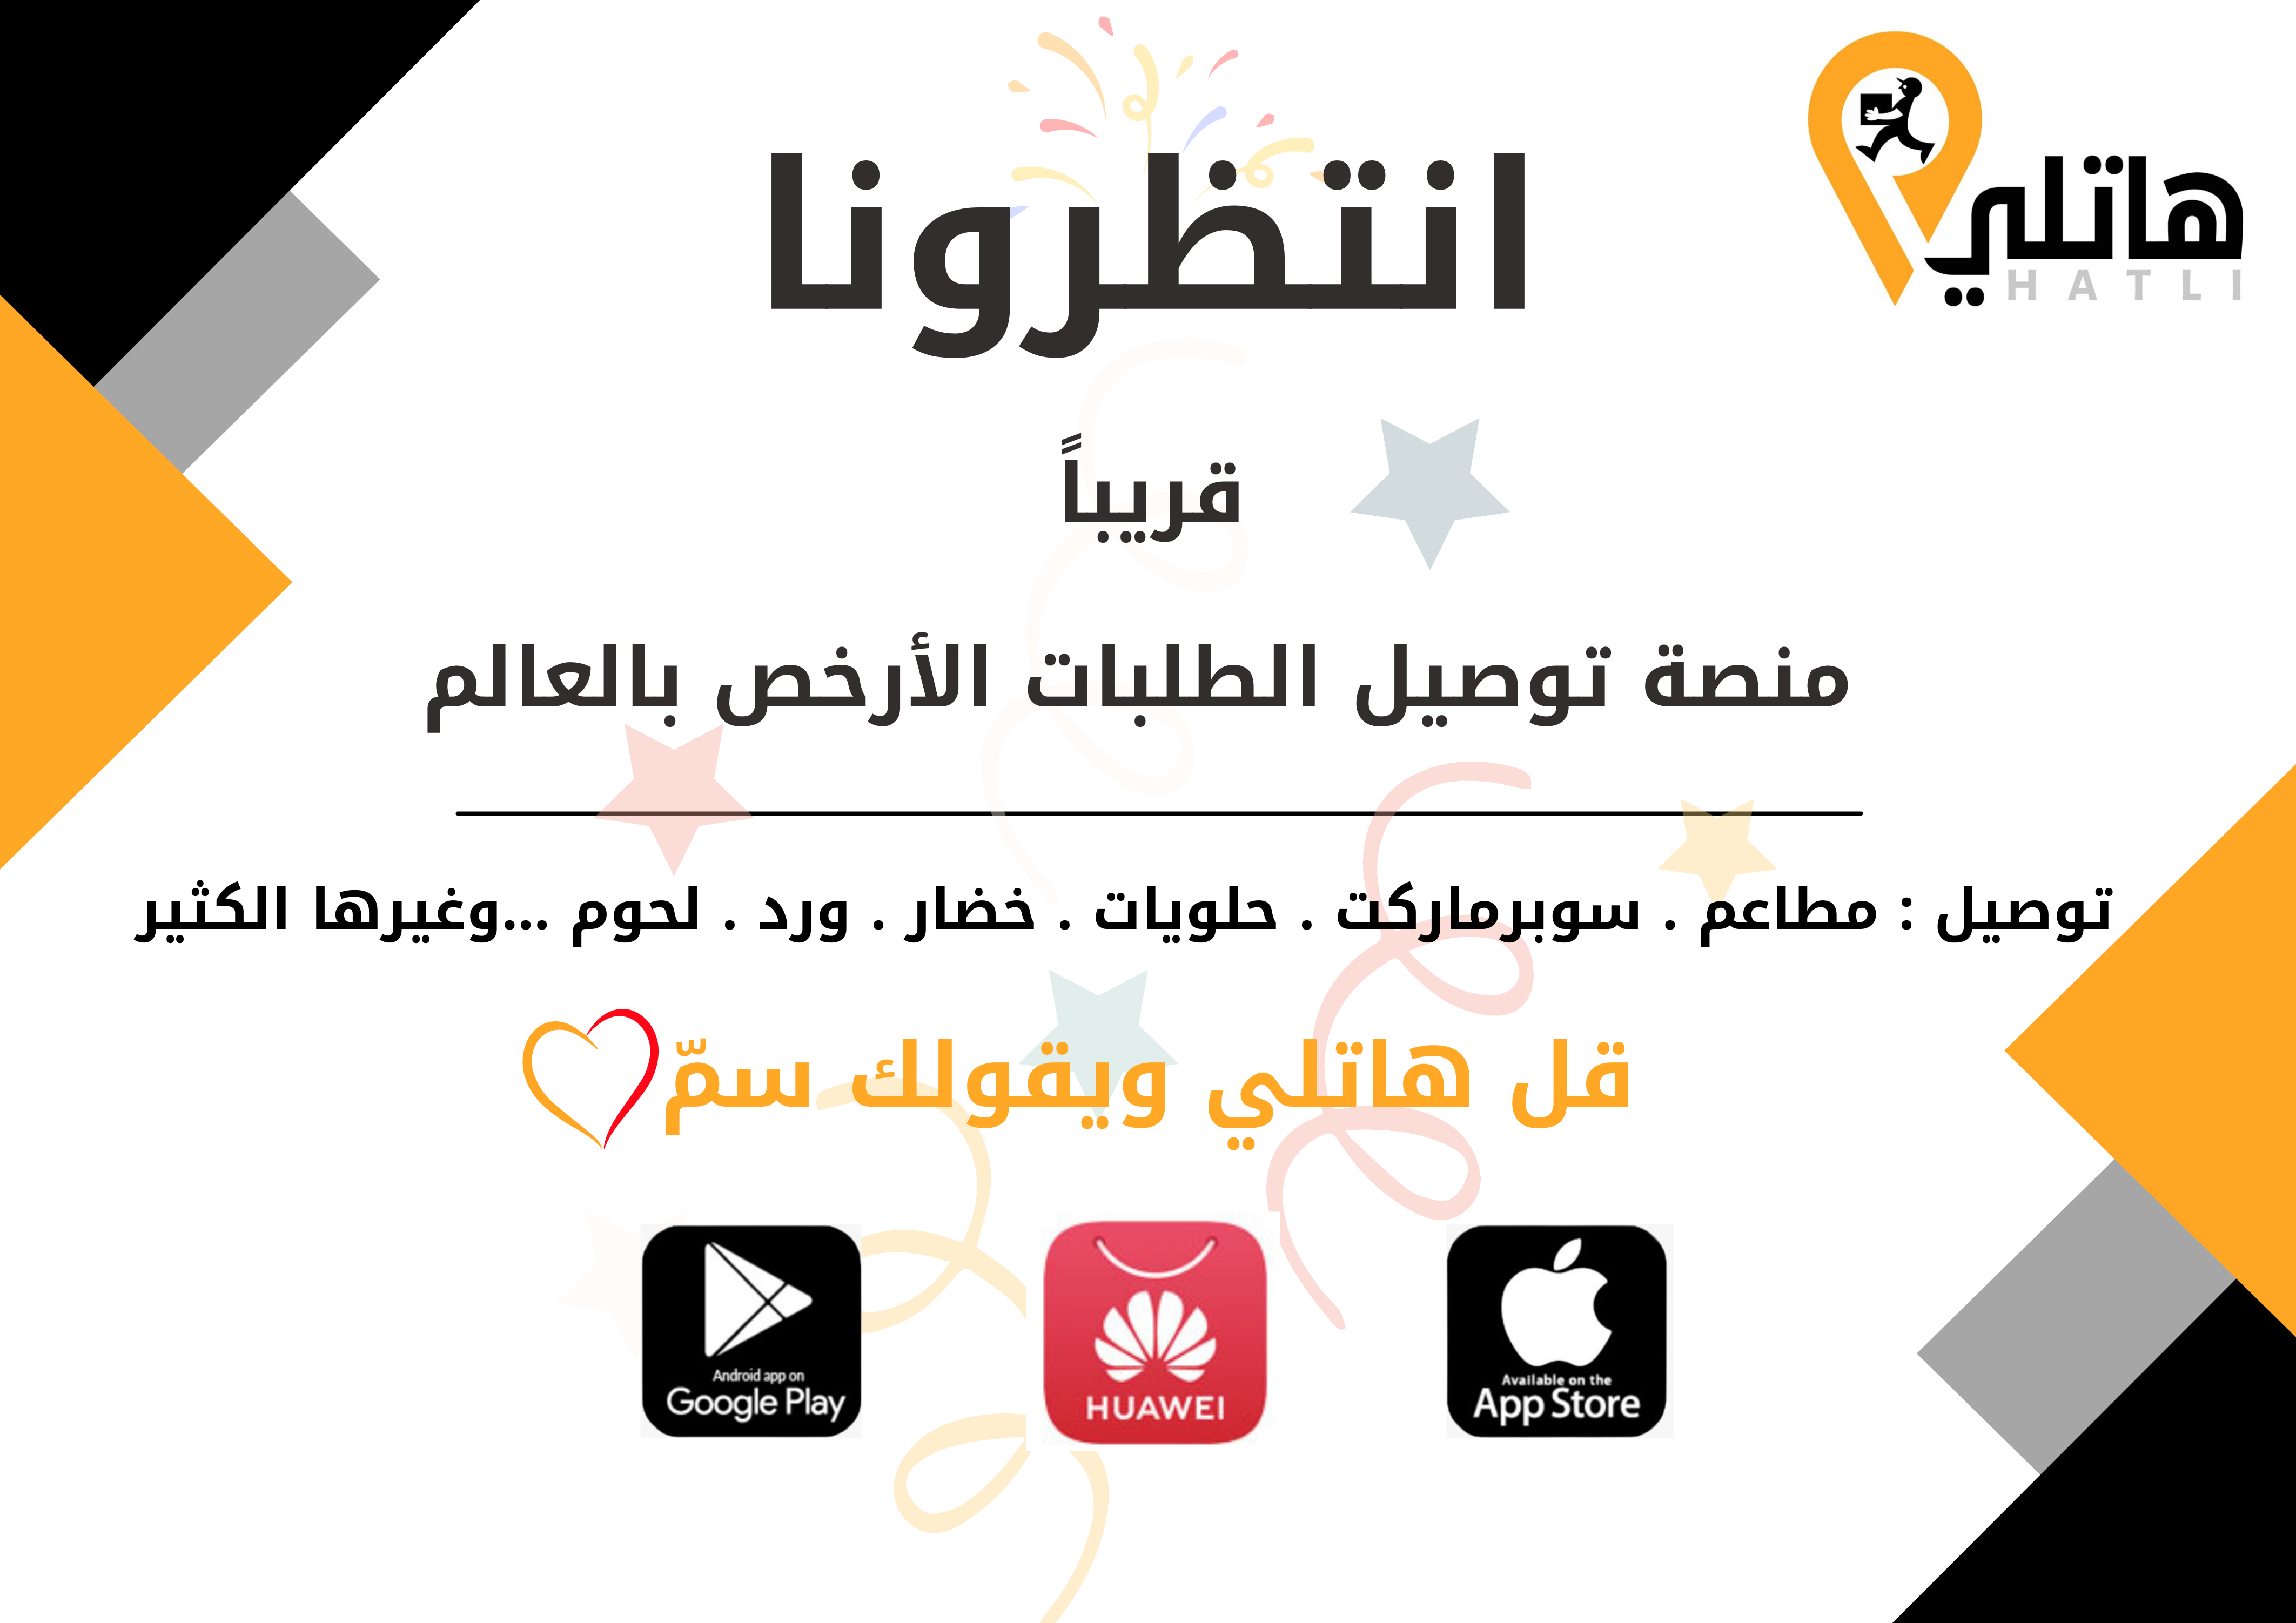 هاتلي
HATLI
انتظرونا
قريباً
منصة توصيل الطلبات الأرخص بالعالم
توصيل : مطاعم . سوبرماركت . حلويات . خضار . ورد . لحوم ...وغيرها الكثير
قل هاتلي ويقولك سمّ
Available on the
App Store
HUAWEI
Android app on
Google Play